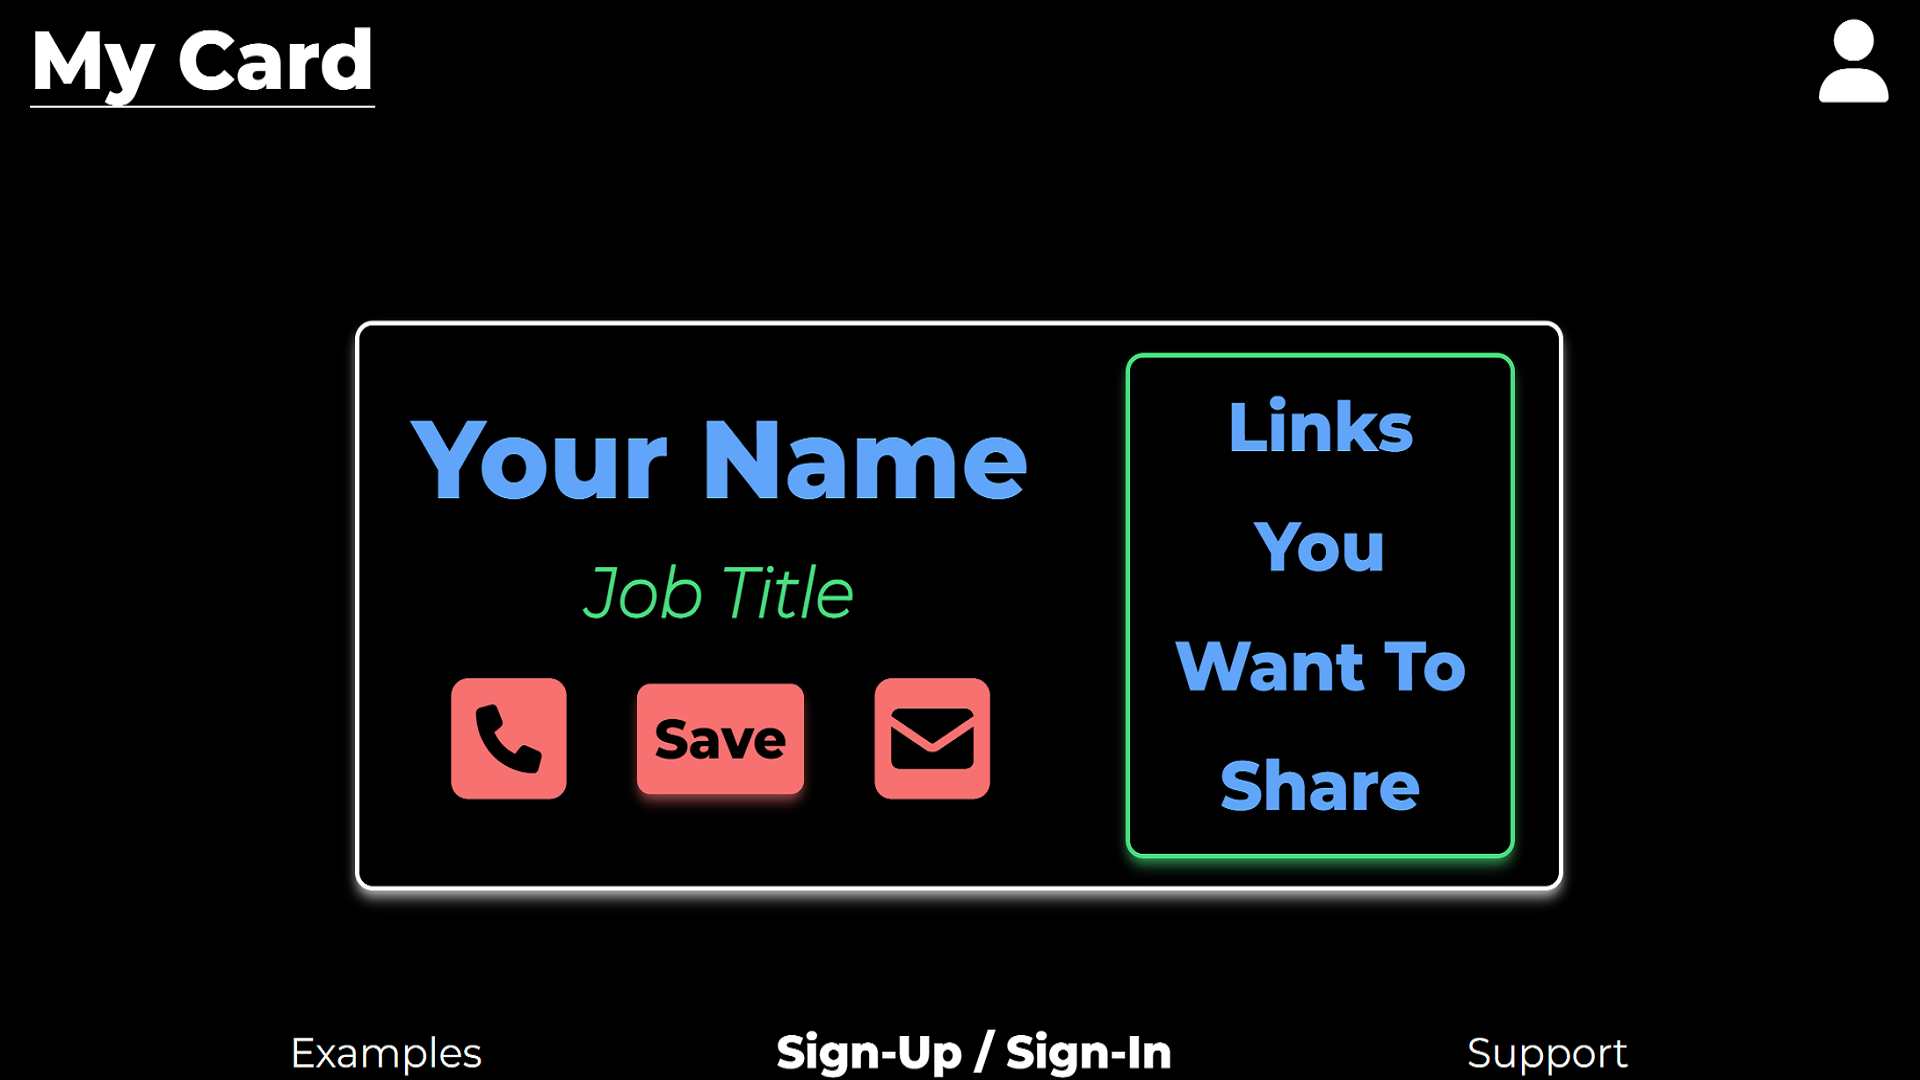 My Card
Your Name
Job Title
Save
Links
You
Want To
Share
Examples
Sign-Up / Sign-In
Support